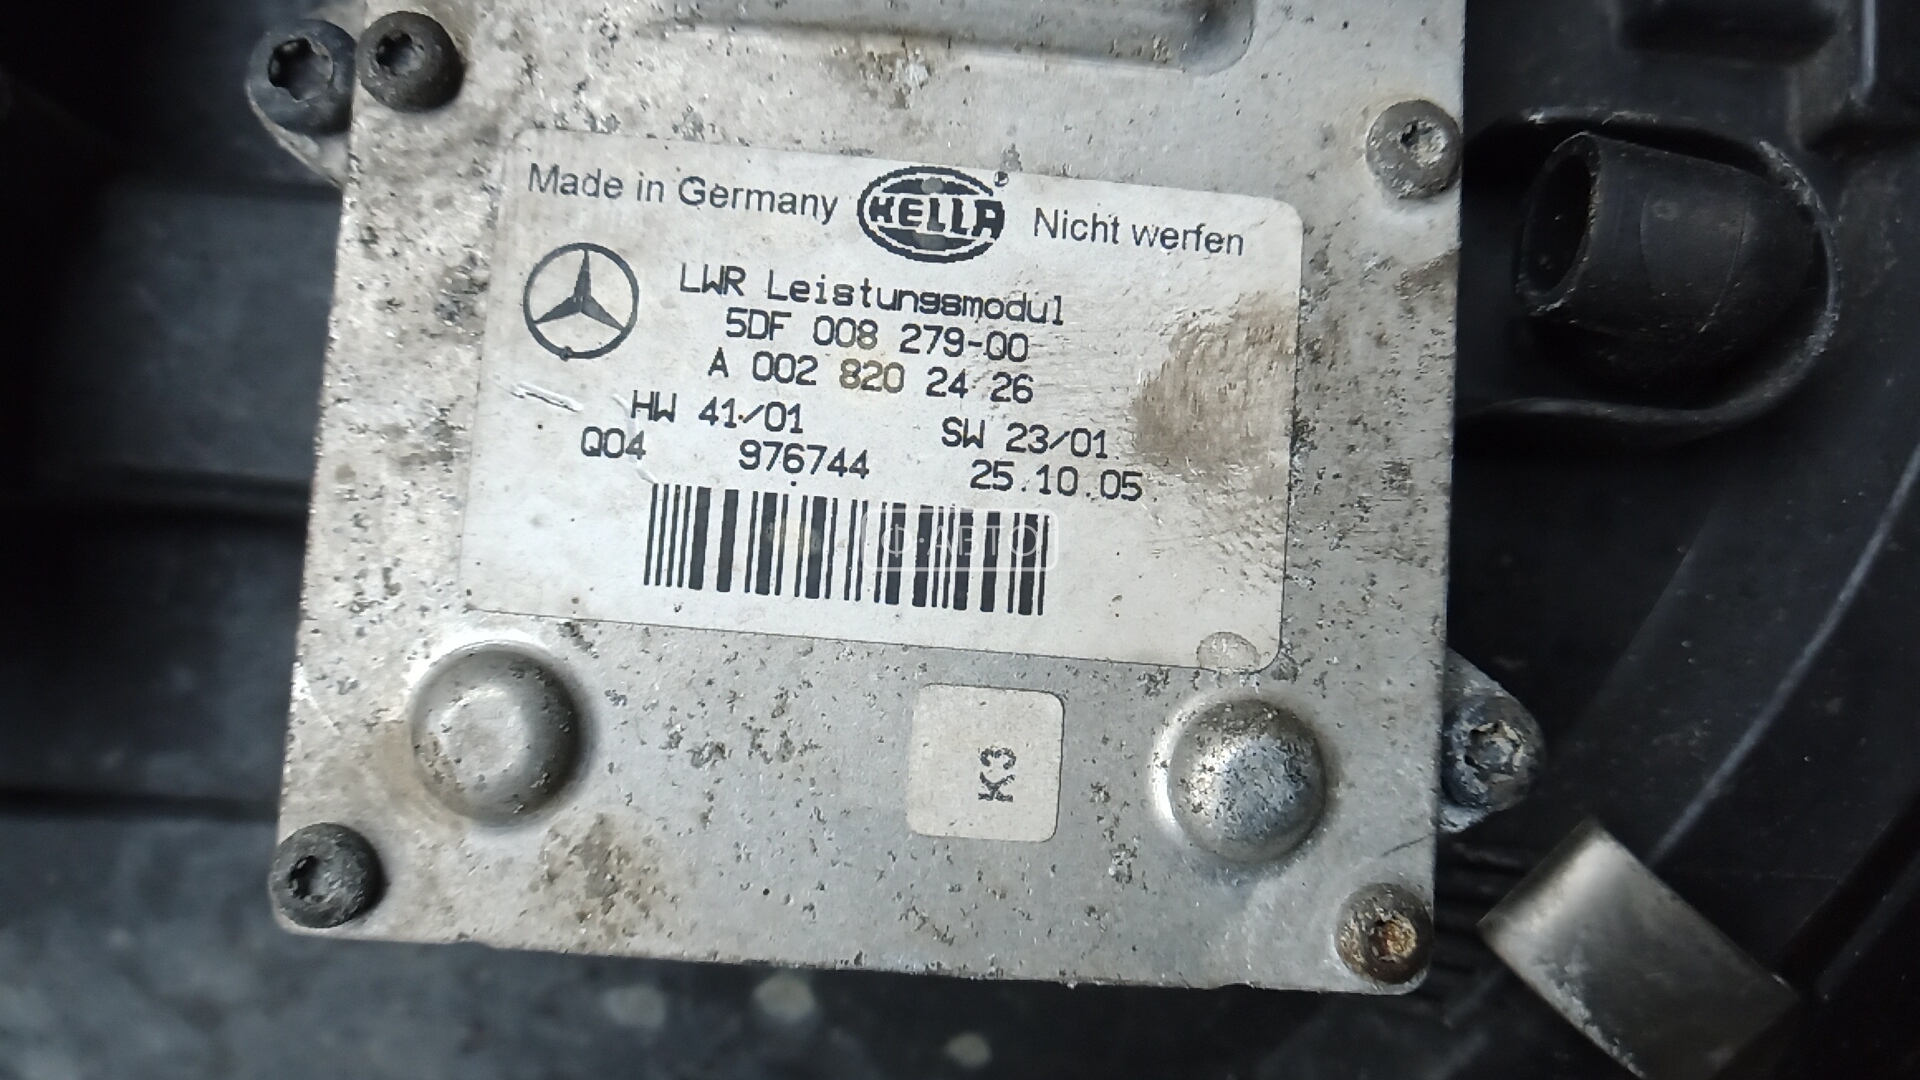 Made in Germany HELLA Nicht werfen
LWR Leistungsmodul
5DF 008 279-00
A 002 820 24 26
HW 41/01 SW 23/01
Q04 976744 25.10.05
Ф·АВТО
K3